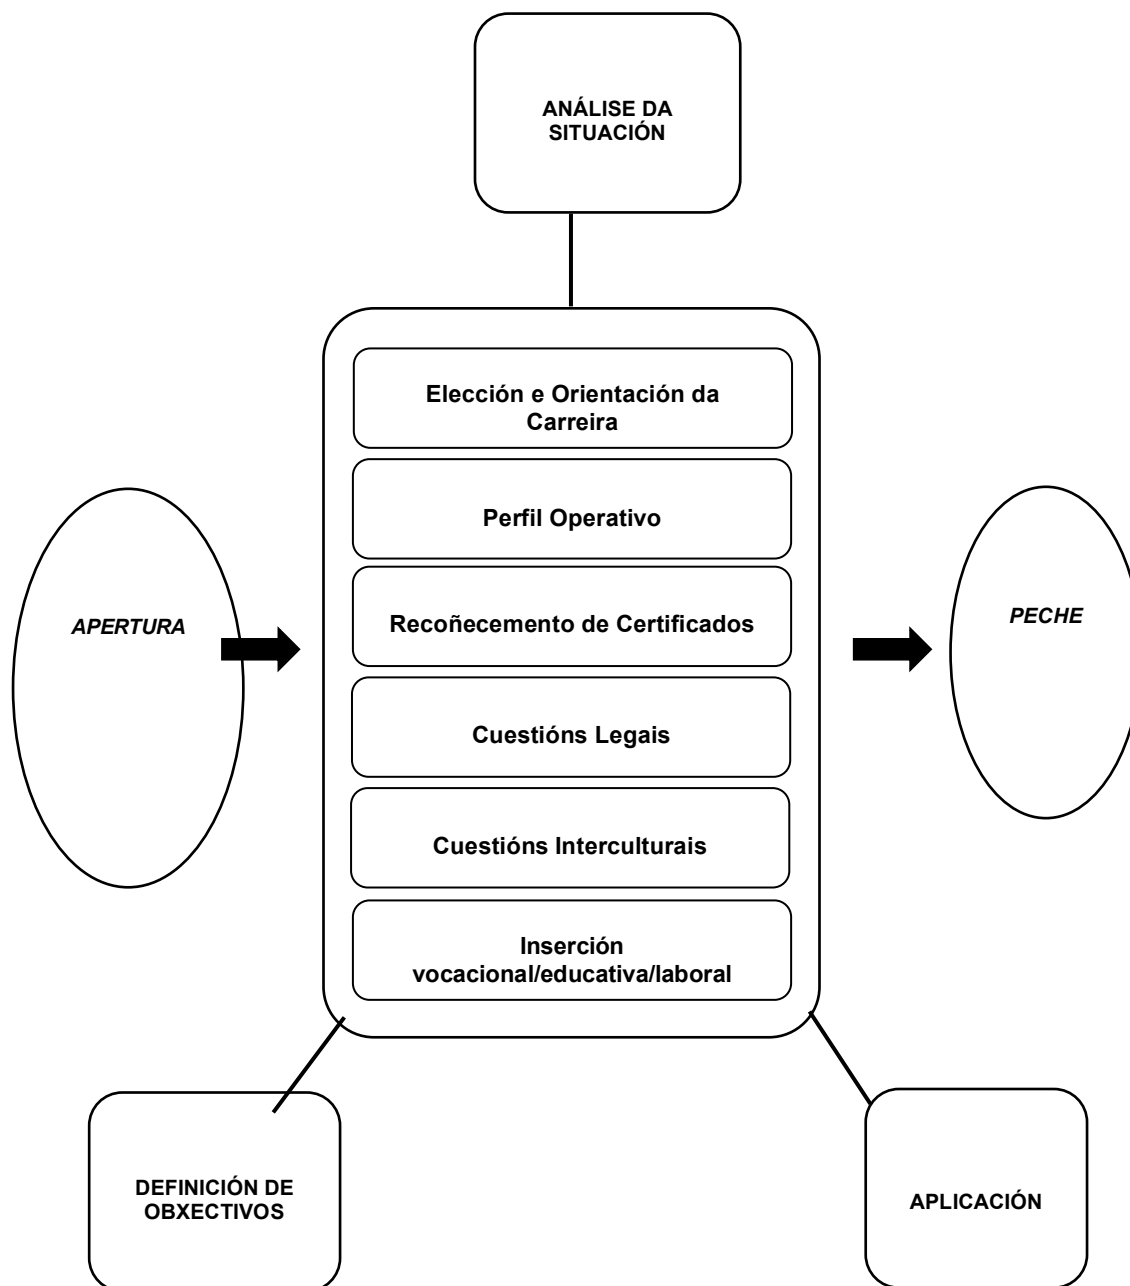 ANÁLISE DA
SITUACIÓN
Elección e Orientación da
Carreira
Perfil Operativo
APERTURA
PECHE
Recoñecemento de Certificados
Cuestións Legais
Cuestións Interculturais
Inserción
vocacional/educativa/laboral
DEFINICIÓN DE
OBXECTIVOS
APLICACIÓN